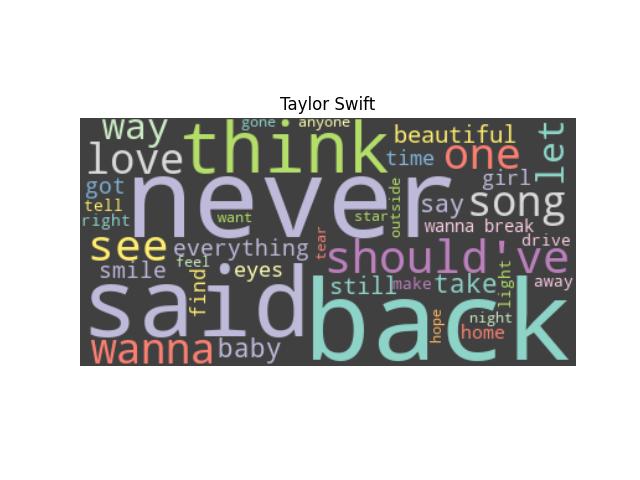 Taylor Swift
way
gone
anyone
think
beautiful
let
love
time
one
got
never
girl
tell
outside
say
song
right
want
star
wanna break
see
everything
tear
should've
drive
smile
feel
eyes
find
still
make
take
light
away
said
back
hope
night
home
wanna
baby